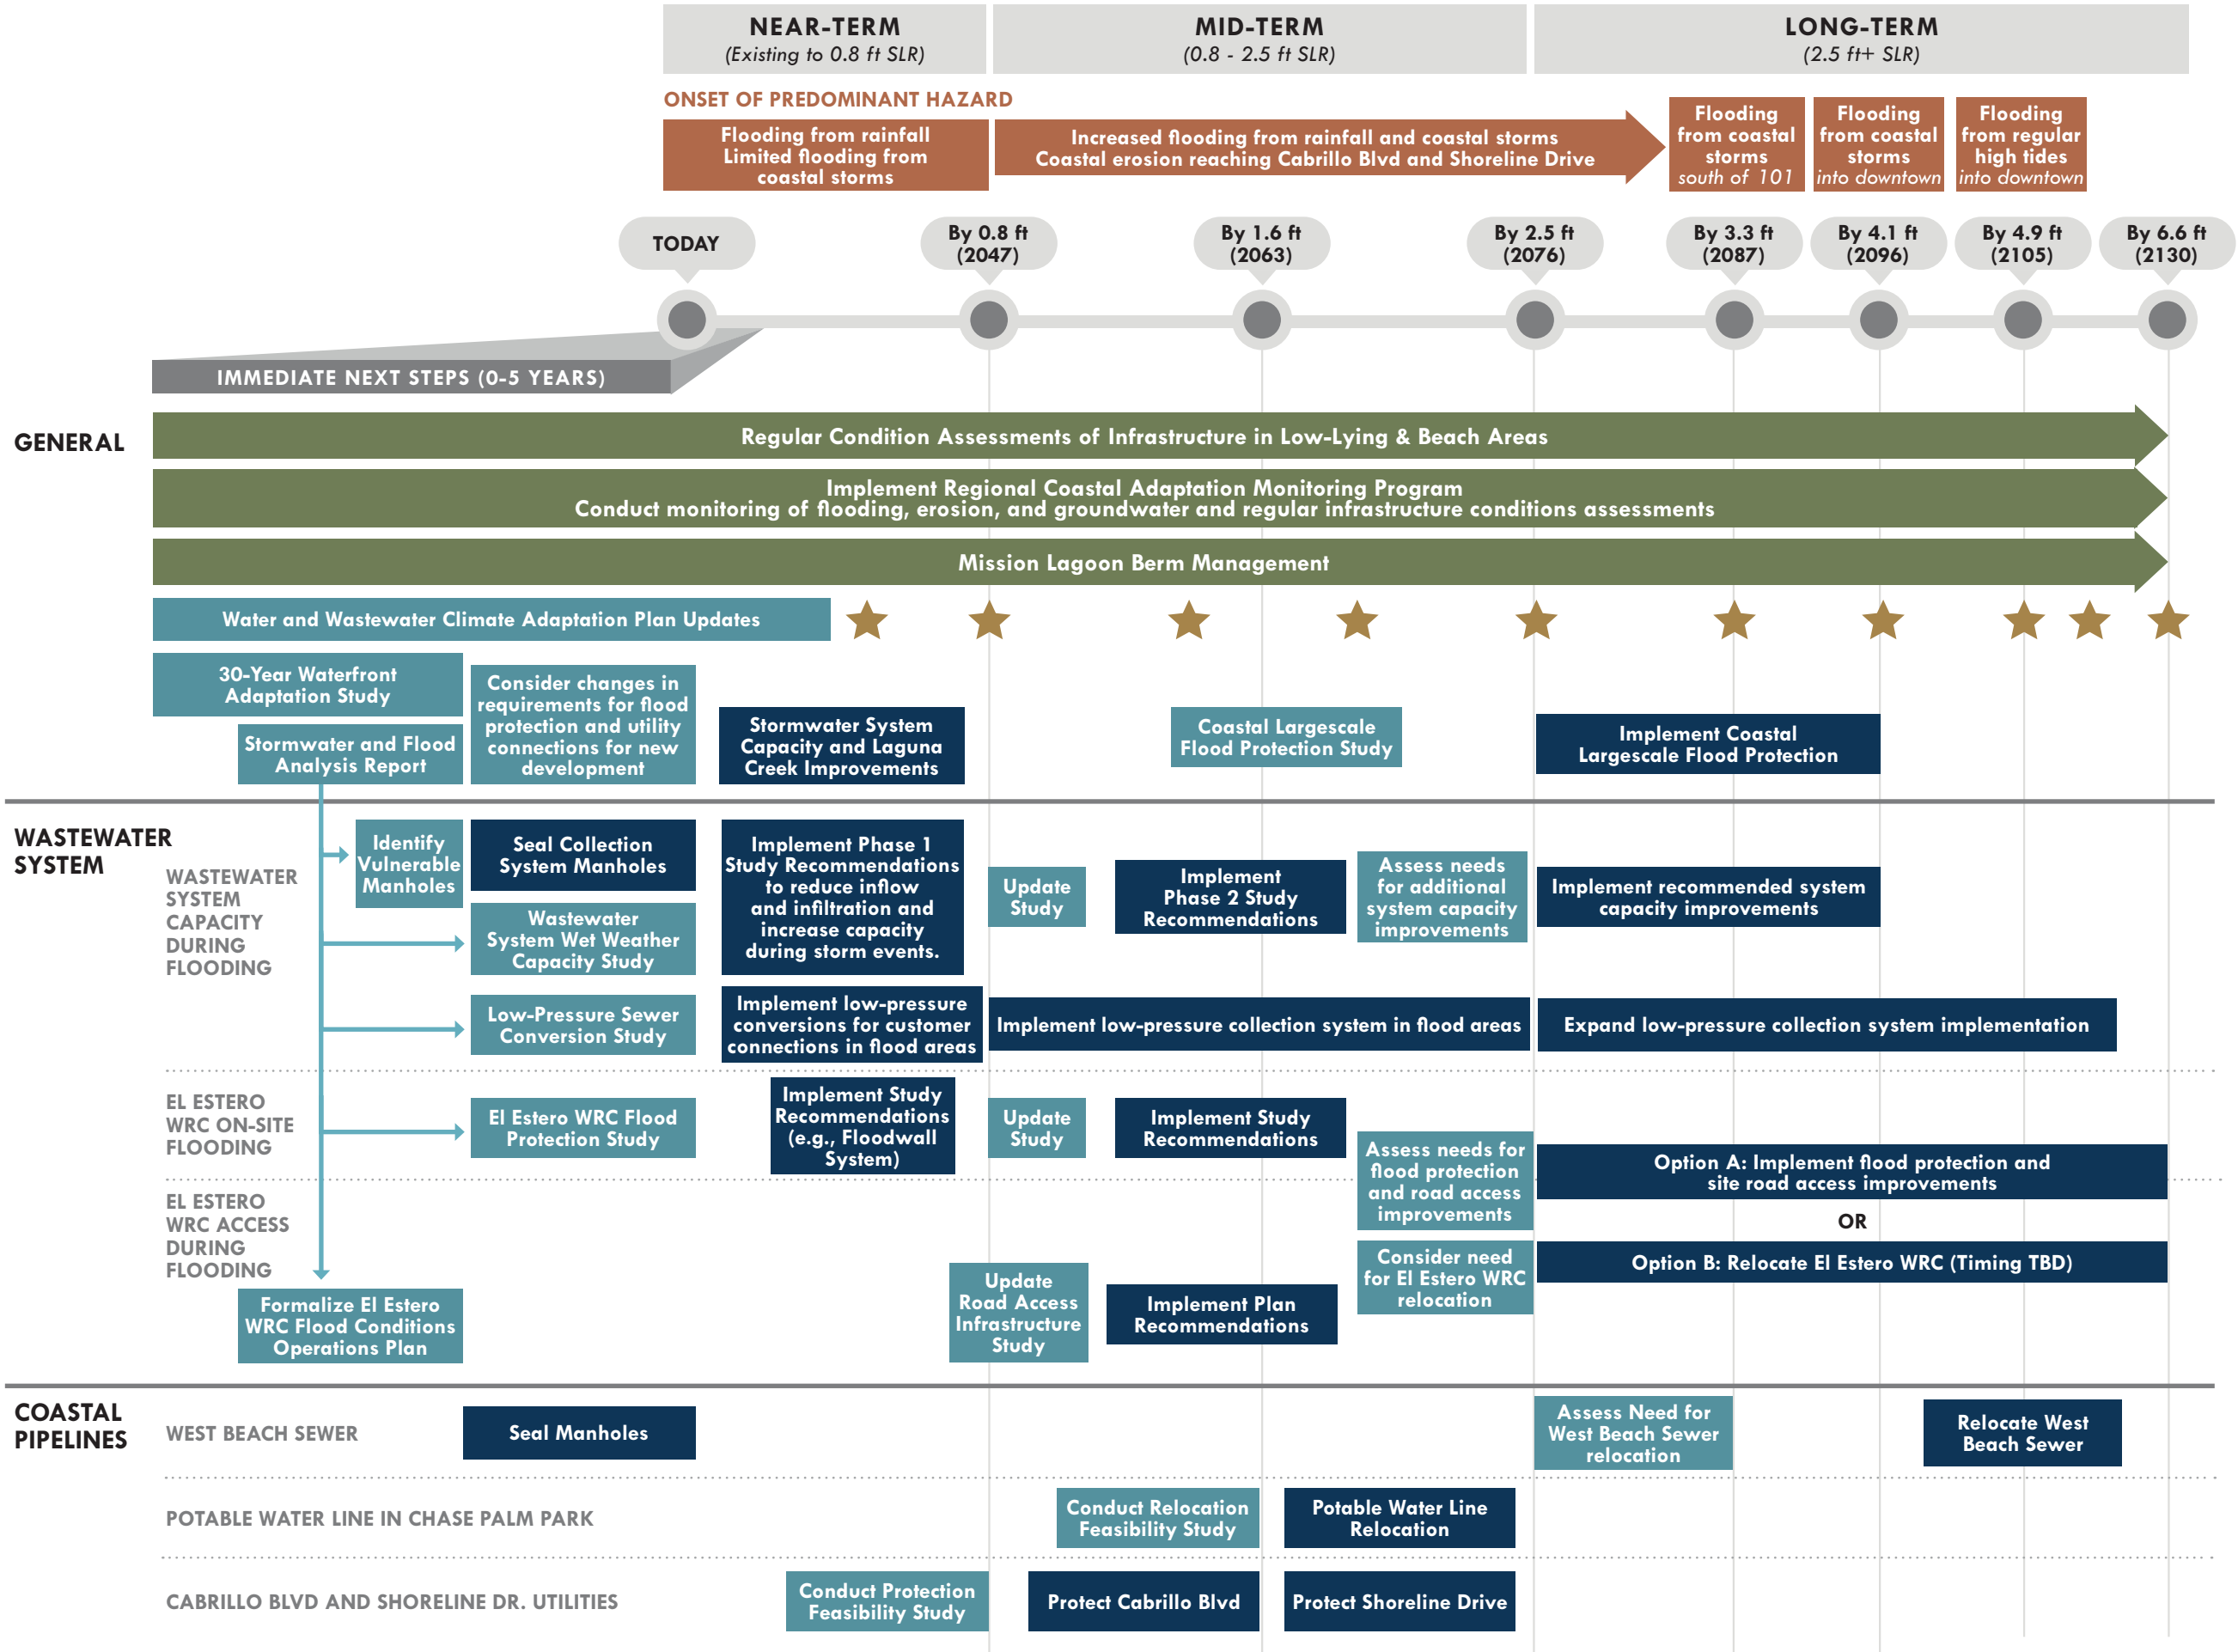 NEAR-TERM
(Existing to 0.8 ft SLR)
MID-TERM
(0.8 - 2.5 ft SLR)
LONG-TERM
(2.5 ft+ SLR)
ONSET OF PREDOMINANT HAZARD
Flooding from rainfall
Limited flooding from
coastal storms
Increased flooding from rainfall and coastal storms
Coastal erosion reaching Cabrillo Blvd and Shoreline Drive
Flooding
from coastal
storms
south of 101
Flooding
from coastal
storms
into downtown
Flooding
from regular
high tides
into downtown
TODAY
By 0.8 ft
(2047)
By 1.6 ft
(2063)
By 2.5 ft
(2076)
By 3.3 ft
(2087)
By 4.1 ft
(2096)
By 4.9 ft
(2105)
By 6.6 ft
(2130)
IMMEDIATE NEXT STEPS (0-5 YEARS)
GENERAL
Regular Condition Assessments of Infrastructure in Low-Lying & Beach Areas
Implement Regional Coastal Adaptation Monitoring Program
Conduct monitoring of flooding, erosion, and groundwater and regular infrastructure conditions assessments
Mission Lagoon Berm Management
Water and Wastewater Climate Adaptation Plan Updates
30-Year Waterfront
Adaptation Study
Stormwater and Flood
Analysis Report
Consider changes in
requirements for flood
protection and utility
connections for new
development
Stormwater System
Capacity and Laguna
Creek Improvements
Coastal Largescale
Flood Protection Study
Implement Coastal
Largescale Flood Protection
WASTEWATER
SYSTEM
WASTEWATER
SYSTEM
CAPACITY
DURING
FLOODING
Identify
Vulnerable
Manholes
Seal Collection
System Manholes
Wastewater
System Wet Weather
Capacity Study
Implement Phase 1
Study Recommendations
to reduce inflow
and infiltration and
increase capacity
during storm events.
Update
Study
Implement
Phase 2 Study
Recommendations
Assess needs
for additional
system capacity
improvements
Implement recommended system
capacity improvements
Low-Pressure Sewer
Conversion Study
Implement low-pressure
conversions for customer
connections in flood areas
Implement low-pressure collection system in flood areas
Expand low-pressure collection system implementation
EL ESTERO
WRC ON-SITE
FLOODING
El Estero WRC Flood
Protection Study
Implement Study
Recommendations
(e.g., Floodwall
System)
Update
Study
Implement Study
Recommendations
Assess needs for
flood protection
and road access
improvements
Option A: Implement flood protection and
site road access improvements
OR
EL ESTERO
WRC ACCESS
DURING
FLOODING
Formalize El Estero
WRC Flood Conditions
Operations Plan
Update
Road Access
Infrastructure
Study
Implement Plan
Recommendations
Consider need
for El Estero WRC
relocation
Option B: Relocate El Estero WRC (Timing TBD)
COASTAL
PIPELINES
WEST BEACH SEWER
Seal Manholes
Assess Need for
West Beach Sewer
relocation
Relocate West
Beach Sewer
POTABLE WATER LINE IN CHASE PALM PARK
Conduct Relocation
Feasibility Study
Potable Water Line
Relocation
CABRILLO BLVD AND SHORELINE DR. UTILITIES
Conduct Protection
Feasibility Study
Protect Cabrillo Blvd
Protect Shoreline Drive